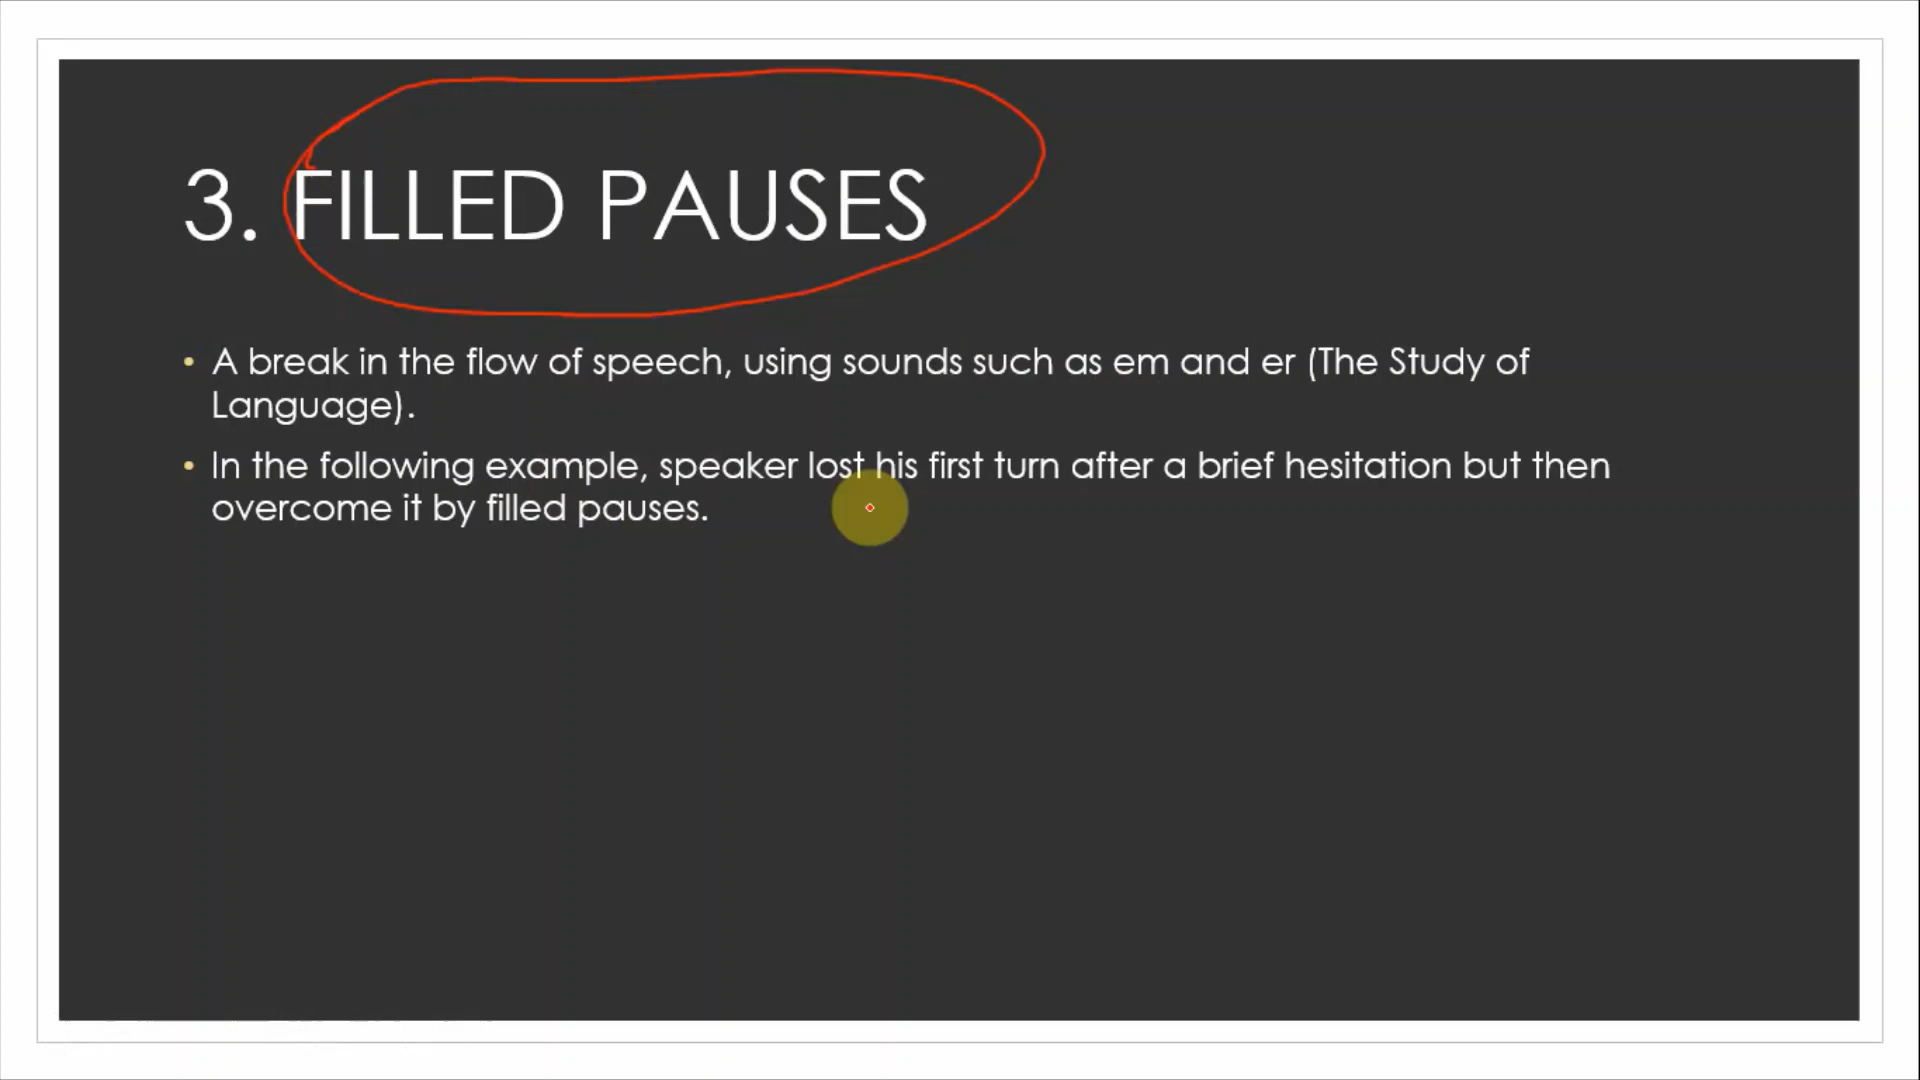 3. FILLED PAUSES
• A break in the flow of speech, using sounds such as em and er (The Study of
Language).
• In the following example, speaker lost his first turn after a brief hesitation but then
overcome it by filled pauses.